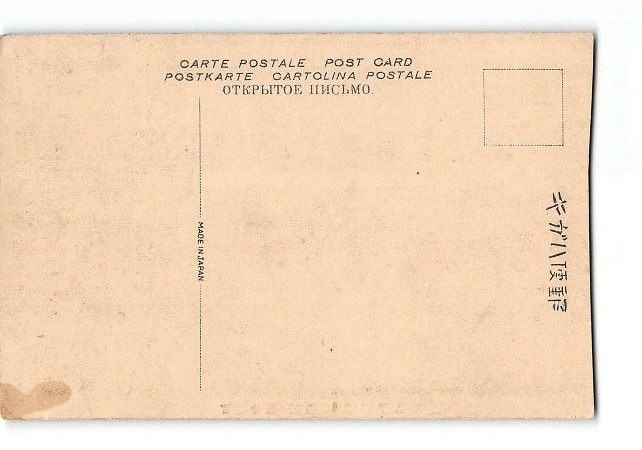 CARTE POSTALE POST CARD
POSTKARTE CARTOLINA POSTALE
ОТКРЫТОЕ ПИСЬМО.
MADE IN JAPAN
郵便ハガキ